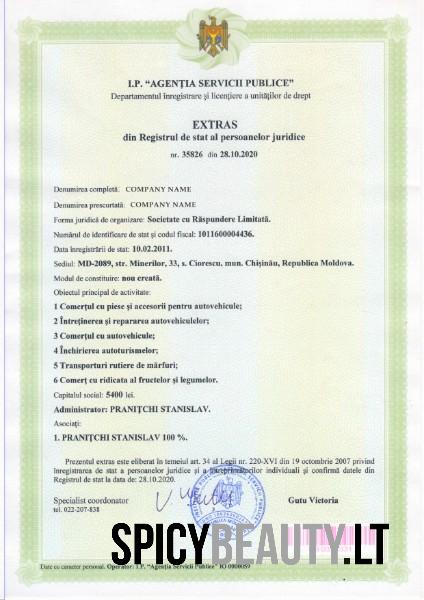 I.P. “AGENȚIA SERVICII PUBLICE”
Departamentul înregistrare și licențiere a unităților de drept
EXTRAS
din Registrul de stat al persoanelor juridice
nr. 35826 din 28.10.2020
Denumirea completă: COMPANY NAME
Denumirea prescurtată: COMPANY NAME
Forma juridică de organizare: Societate cu Răspundere Limitată.
Numărul de identificare de stat și codul fiscal: 1011600004436.
Data înregistrării de stat: 10.02.2011.
Sediul: MD-2089, str. Minerilor, 33, s. Ciorescu. mun. Chișinău, Republica Moldova.
Modul de constituire: nou creată.
Obiectul principal de activitate:
1 Comerțul cu piese și accesorii pentru autovehicule;
2 Întreținerea și repararea autovehiculelor;
3 Comerțul cu autovehicule;
4 Închirierea autoturismelor;
5 Transporturi rutiere de mărfuri;
6 Comerț cu ridicata al fructelor și legumelor.
Capitalul social: 5400 lei.
Administrator: PRANIȚCHI STANISLAV.
Asociați:
1. PRANIȚCHI STANISLAV 100 %.
Prezentul extras este eliberat în temeiul art. 34 al Legii nr. 220-XVI din 19 octombrie 2007 privind
înregistrarea de stat a persoanelor juridice și a întreprinzătorilor individuali și confirmă datele din
Registrul de stat la data de: 28.10.2020.
Specialist coordonator Gutu Victoria
tel. 022-207-838
SPICYBEAUTY.LT
Date cu caracter personal. Operator: I.P. “Agenția Servicii Publice” ID 0000059